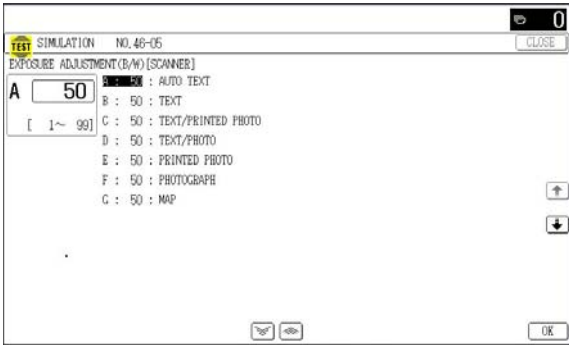 0
TEST SIMULATION NO.46-05 CLOSE
EXPOSURE ADJUSTMENT(B/W)[SCANNER]
A 50
[ 1~ 99]
A : 50 : AUTO TEXT
B : 50 : TEXT
C : 50 : TEXT/PRINTED PHOTO
D : 50 : TEXT/PHOTO
E : 50 : PRINTED PHOTO
F : 50 : PHOTOGRAPH
G : 50 : MAP
OK